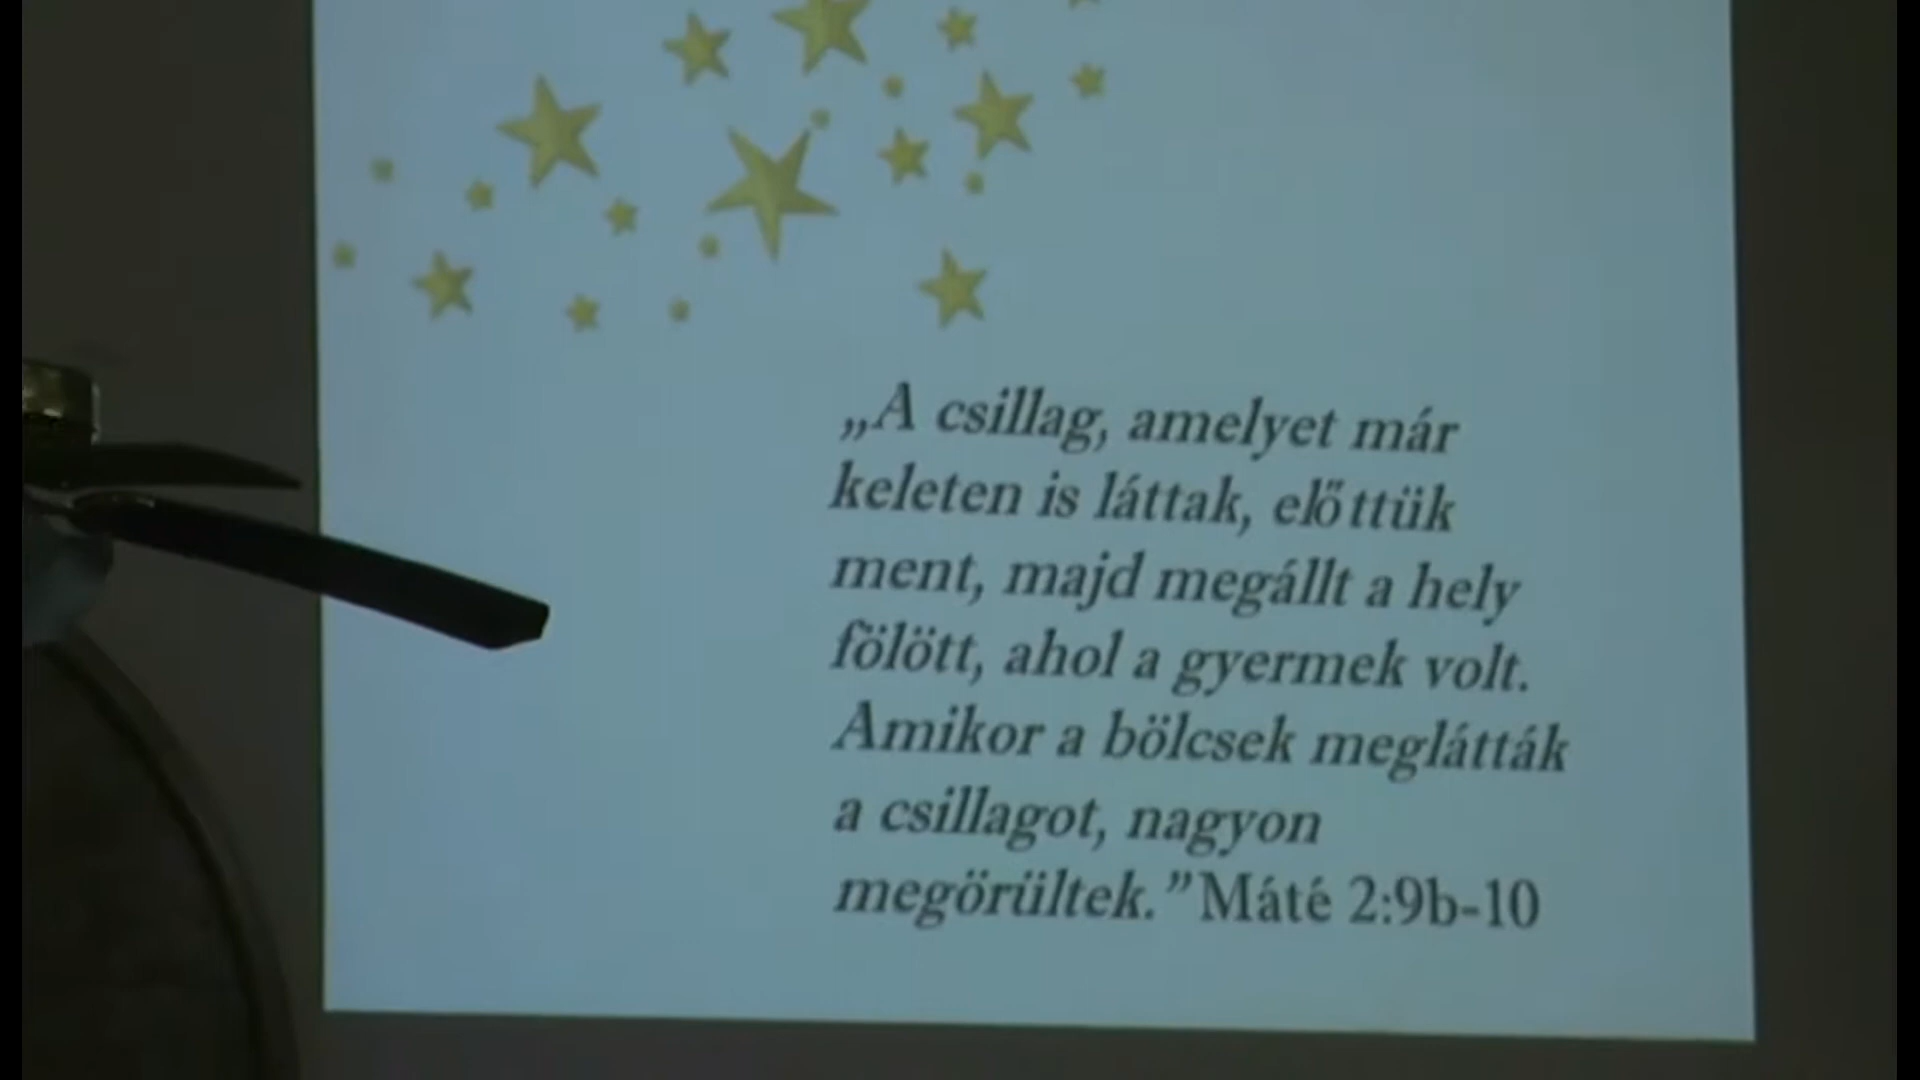 „A csillag, amelyet már
keleten is láttak, előttük
ment, majd megállt a hely
fölött, ahol a gyermek volt.
Amikor a bölcsek meglátták
a csillagot, nagyon
megörültek.” Máté 2:9b-10